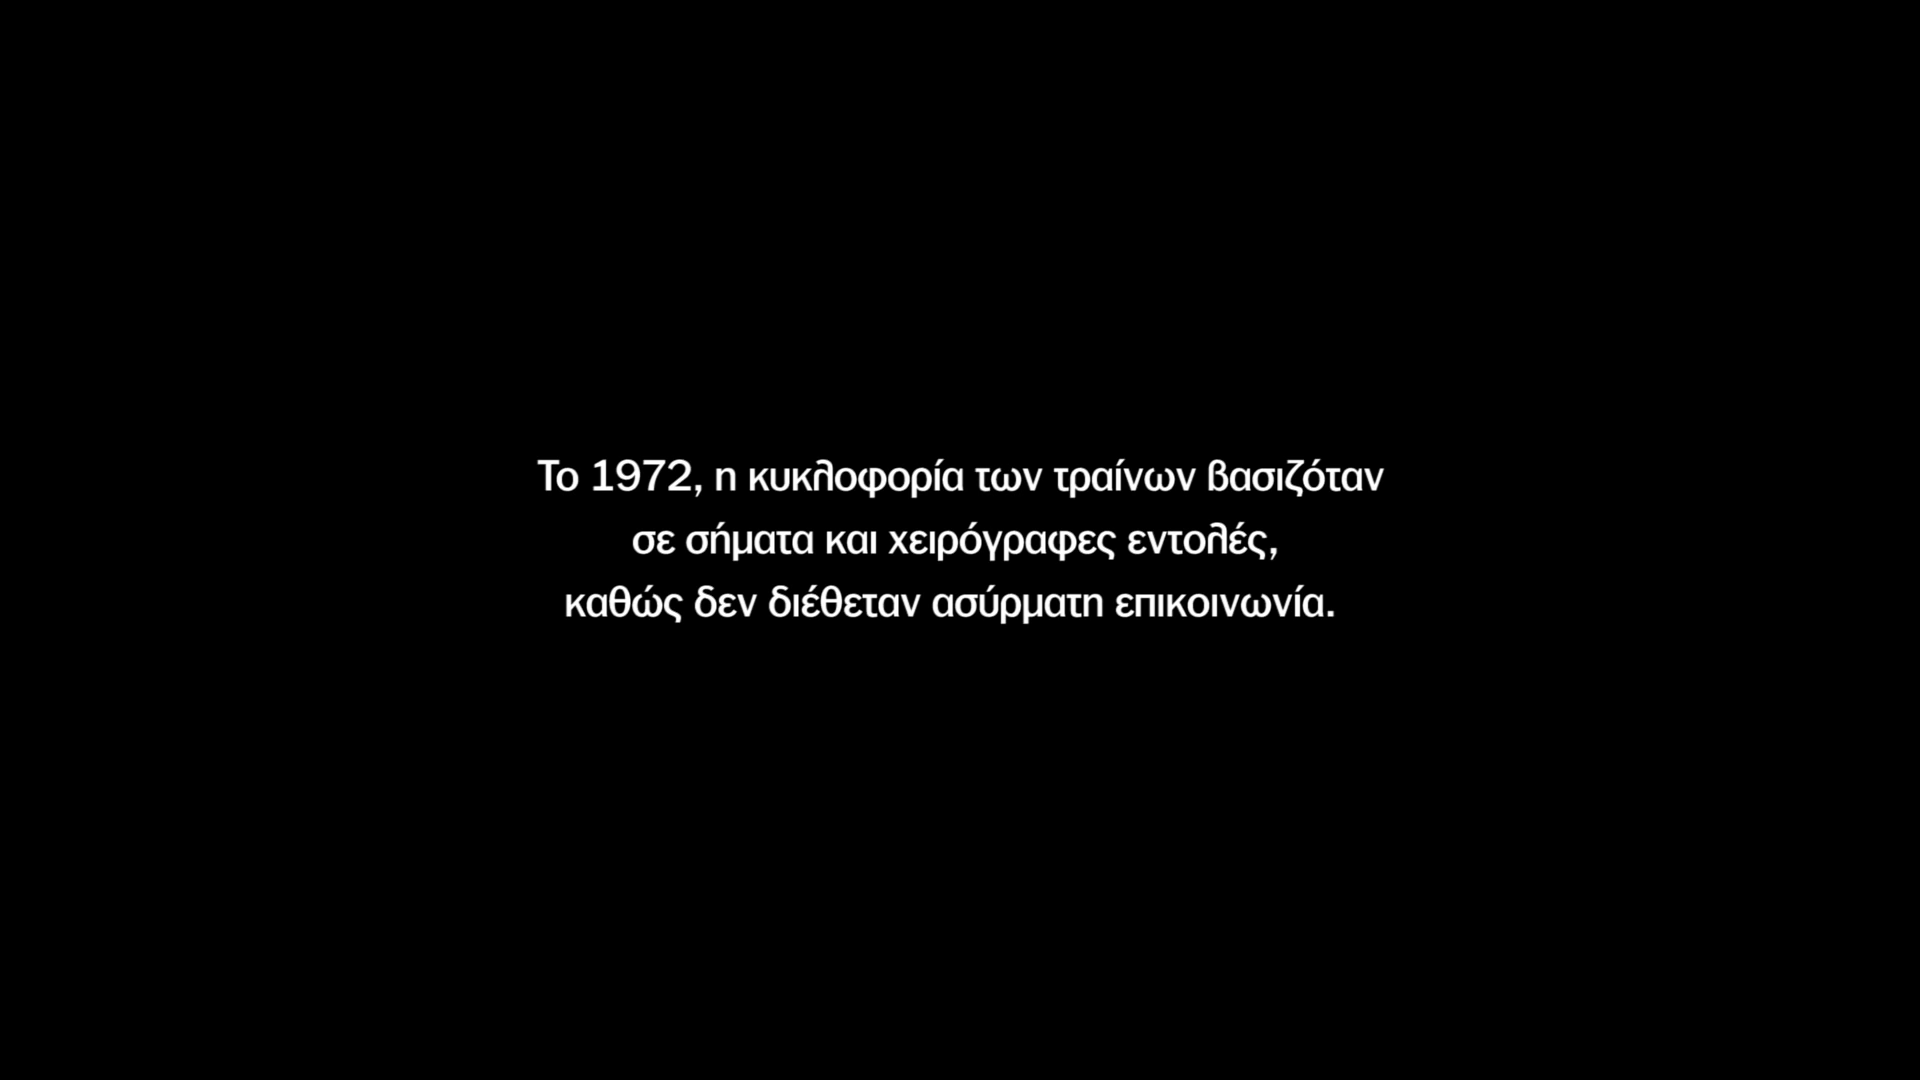 Το 1972, η κυκλοφορία των τραίνων βασιζόταν
σε σήματα και χειρόγραφες εντολές,
καθώς δεν διέθεταν ασύρματη επικοινωνία.